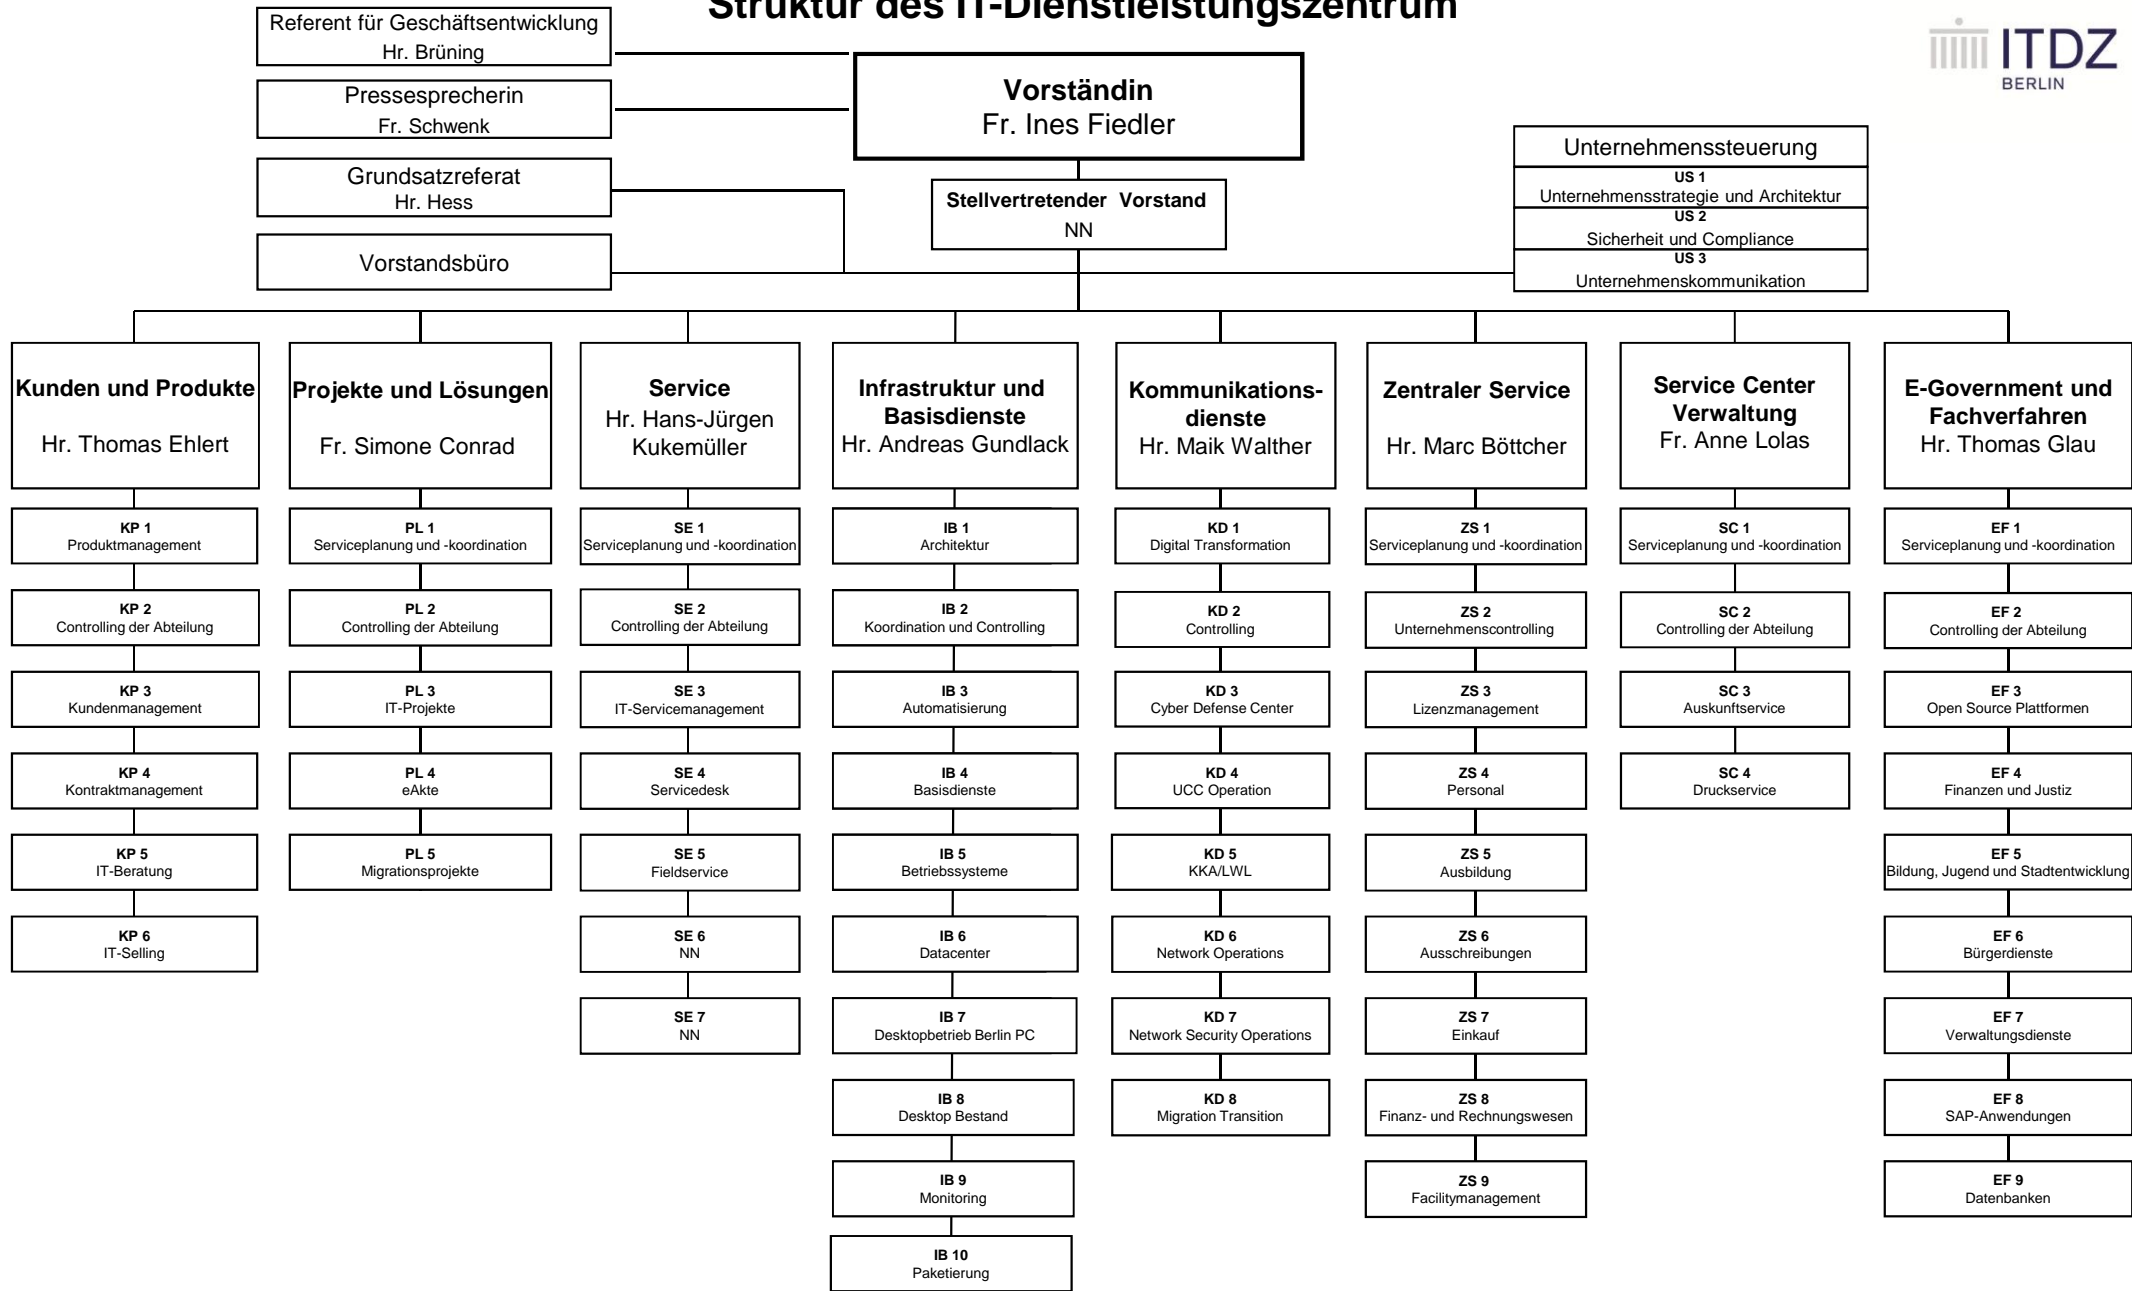 Struktur des IT-Dienstleistungszentrum
ITDZ
BERLIN
Referent für Geschäftsentwicklung
Hr. Brüning
Pressesprecherin
Fr. Schwenk
Grundsatzreferat
Hr. Hess
Vorstandsbüro
Vorständin
Fr. Ines Fiedler
Stellvertretender Vorstand
NN
Unternehmenssteuerung
US 1
Unternehmensstrategie und Architektur
US 2
Sicherheit und Compliance
US 3
Unternehmenskommunikation
Kunden und Produkte
Hr. Thomas Ehlert
KP 1
Produktmanagement
KP 2
Controlling der Abteilung
KP 3
Kundenmanagement
KP 4
Kontraktmanagement
KP 5
IT-Beratung
KP 6
IT-Selling
Projekte und Lösungen
Fr. Simone Conrad
PL 1
Serviceplanung und -koordination
PL 2
Controlling der Abteilung
PL 3
IT-Projekte
PL 4
eAkte
PL 5
Migrationsprojekte
Service
Hr. Hans-Jürgen
Kukemüller
SE 1
Serviceplanung und -koordination
SE 2
Controlling der Abteilung
SE 3
IT-Servicemanagement
SE 4
Servicedesk
SE 5
Fieldservice
SE 6
NN
SE 7
NN
Infrastruktur und
Basisdienste
Hr. Andreas Gundlack
IB 1
Architektur
IB 2
Koordination und Controlling
IB 3
Automatisierung
IB 4
Basisdienste
IB 5
Betriebssysteme
IB 6
Datacenter
IB 7
Desktopbetrieb Berlin PC
IB 8
Desktop Bestand
IB 9
Monitoring
IB 10
Paketierung
Kommunikations-
dienste
Hr. Maik Walther
KD 1
Digital Transformation
KD 2
Controlling
KD 3
Cyber Defense Center
KD 4
UCC Operation
KD 5
KKA/LWL
KD 6
Network Operations
KD 7
Network Security Operations
KD 8
Migration Transition
Zentraler Service
Hr. Marc Böttcher
ZS 1
Serviceplanung und -koordination
ZS 2
Unternehmenscontrolling
ZS 3
Lizenzmanagement
ZS 4
Personal
ZS 5
Ausbildung
ZS 6
Ausschreibungen
ZS 7
Einkauf
ZS 8
Finanz- und Rechnungswesen
ZS 9
Facilitymanagement
Service Center
Verwaltung
Fr. Anne Lolas
SC 1
Serviceplanung und -koordination
SC 2
Controlling der Abteilung
SC 3
Auskunftservice
SC 4
Druckservice
E-Government und
Fachverfahren
Hr. Thomas Glau
EF 1
Serviceplanung und -koordination
EF 2
Controlling der Abteilung
EF 3
Open Source Plattformen
EF 4
Finanzen und Justiz
EF 5
Bildung, Jugend und Stadtentwicklung
EF 6
Bürgerdienste
EF 7
Verwaltungsdienste
EF 8
SAP-Anwendungen
EF 9
Datenbanken